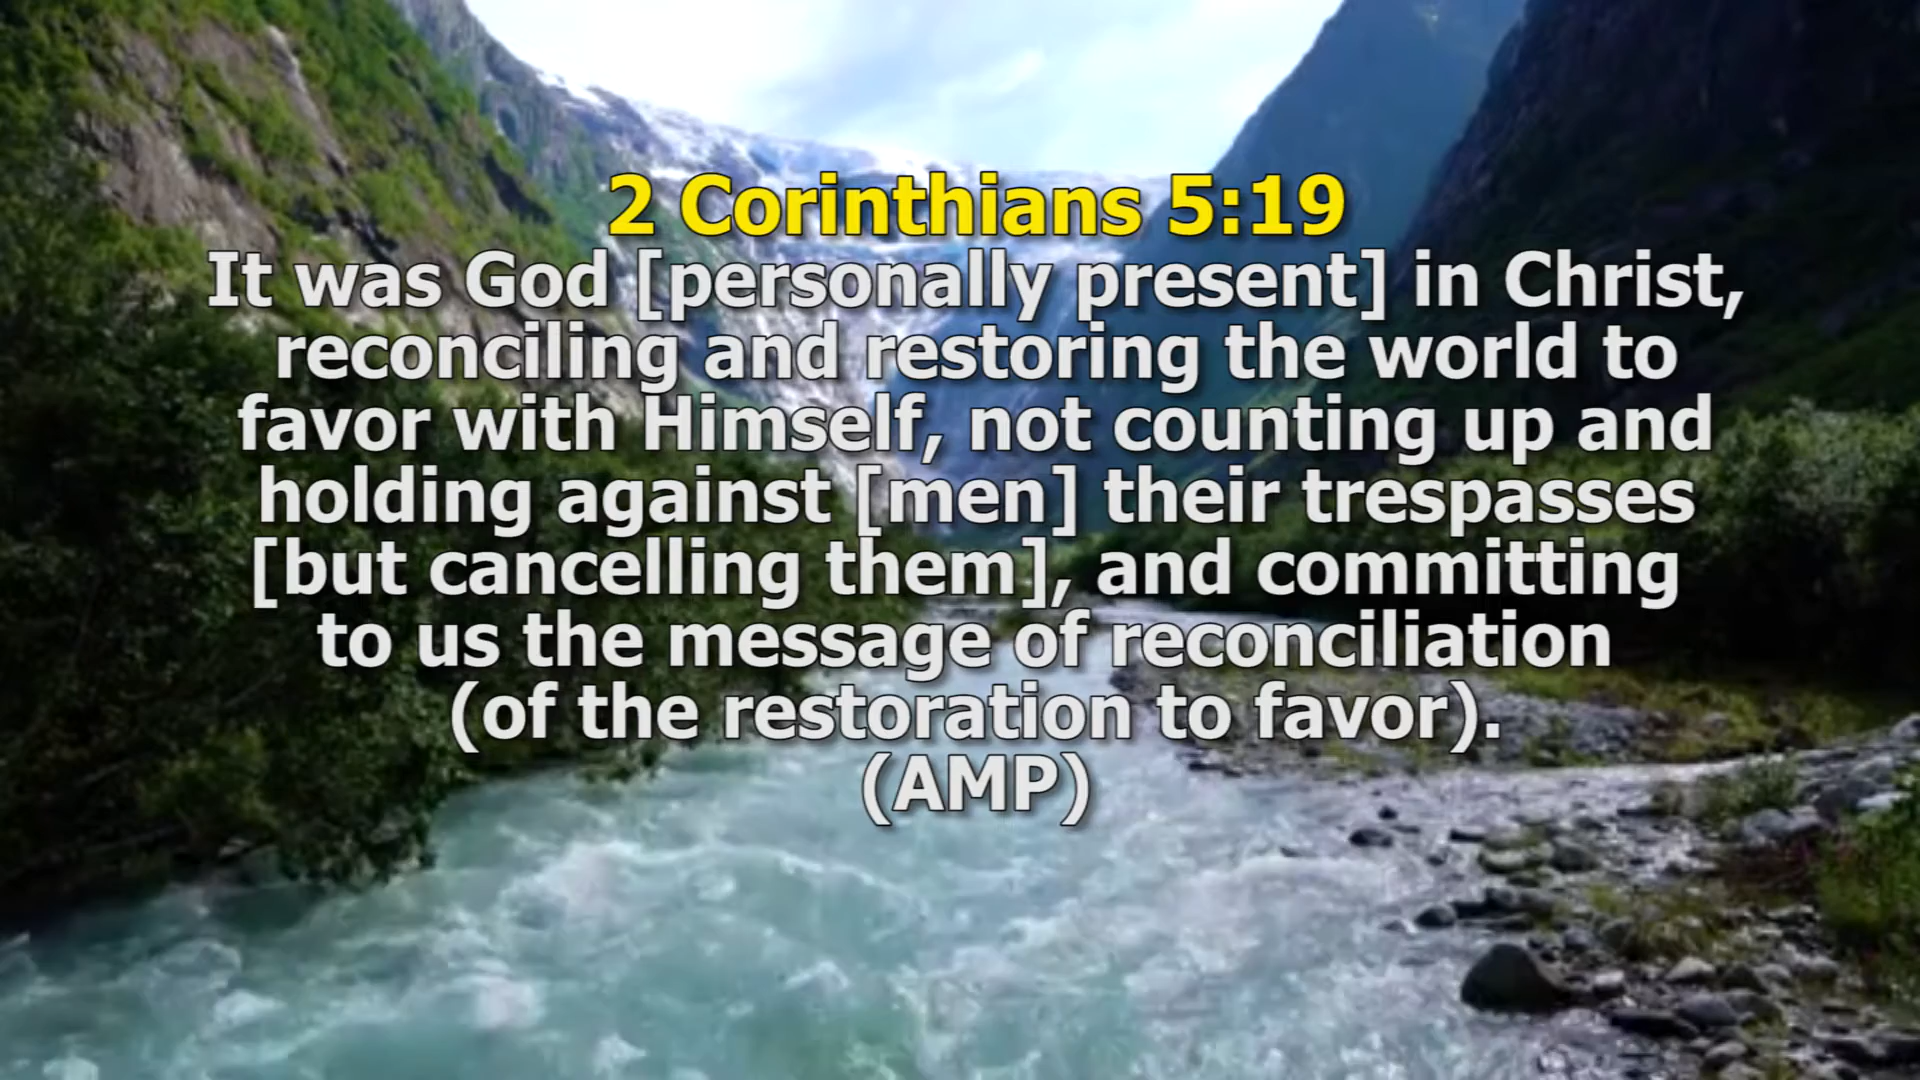 2 Corinthians 5:19
It was God [personally present] in Christ,
reconciling and restoring the world to
favor with Himself, not counting up and
holding against [men] their trespasses
[but cancelling them], and committing
to us the message of reconciliation
(of the restoration to favor).
(AMP)